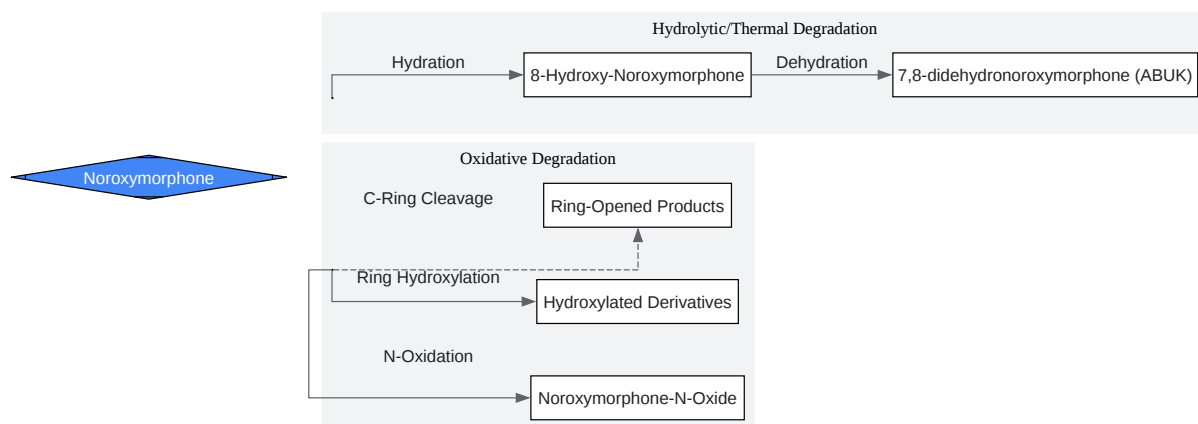 Hydrolytic/Thermal Degradation
Hydration
8-Hydroxy-Noroxymorphone
Dehydration
7,8-didehydronoroxymorphone (ABUK)
Noroxymorphone
Oxidative Degradation
C-Ring Cleavage
Ring-Opened Products
Ring Hydroxylation
Hydroxylated Derivatives
N-Oxidation
Noroxymorphone-N-Oxide